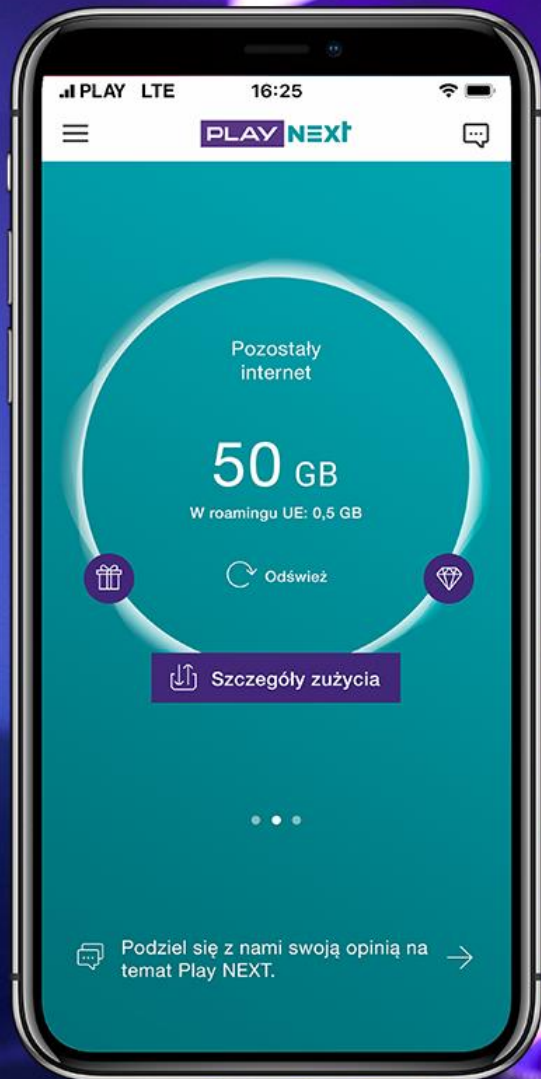 PLAY LTE 16:25
PLAY NEXT
Pozostały
internet
50 GB
W roamingu UE: 0,5 GB
Odśwież
Szczegóły zużycia
Podziel się z nami swoją opinią na
temat Play NEXT.